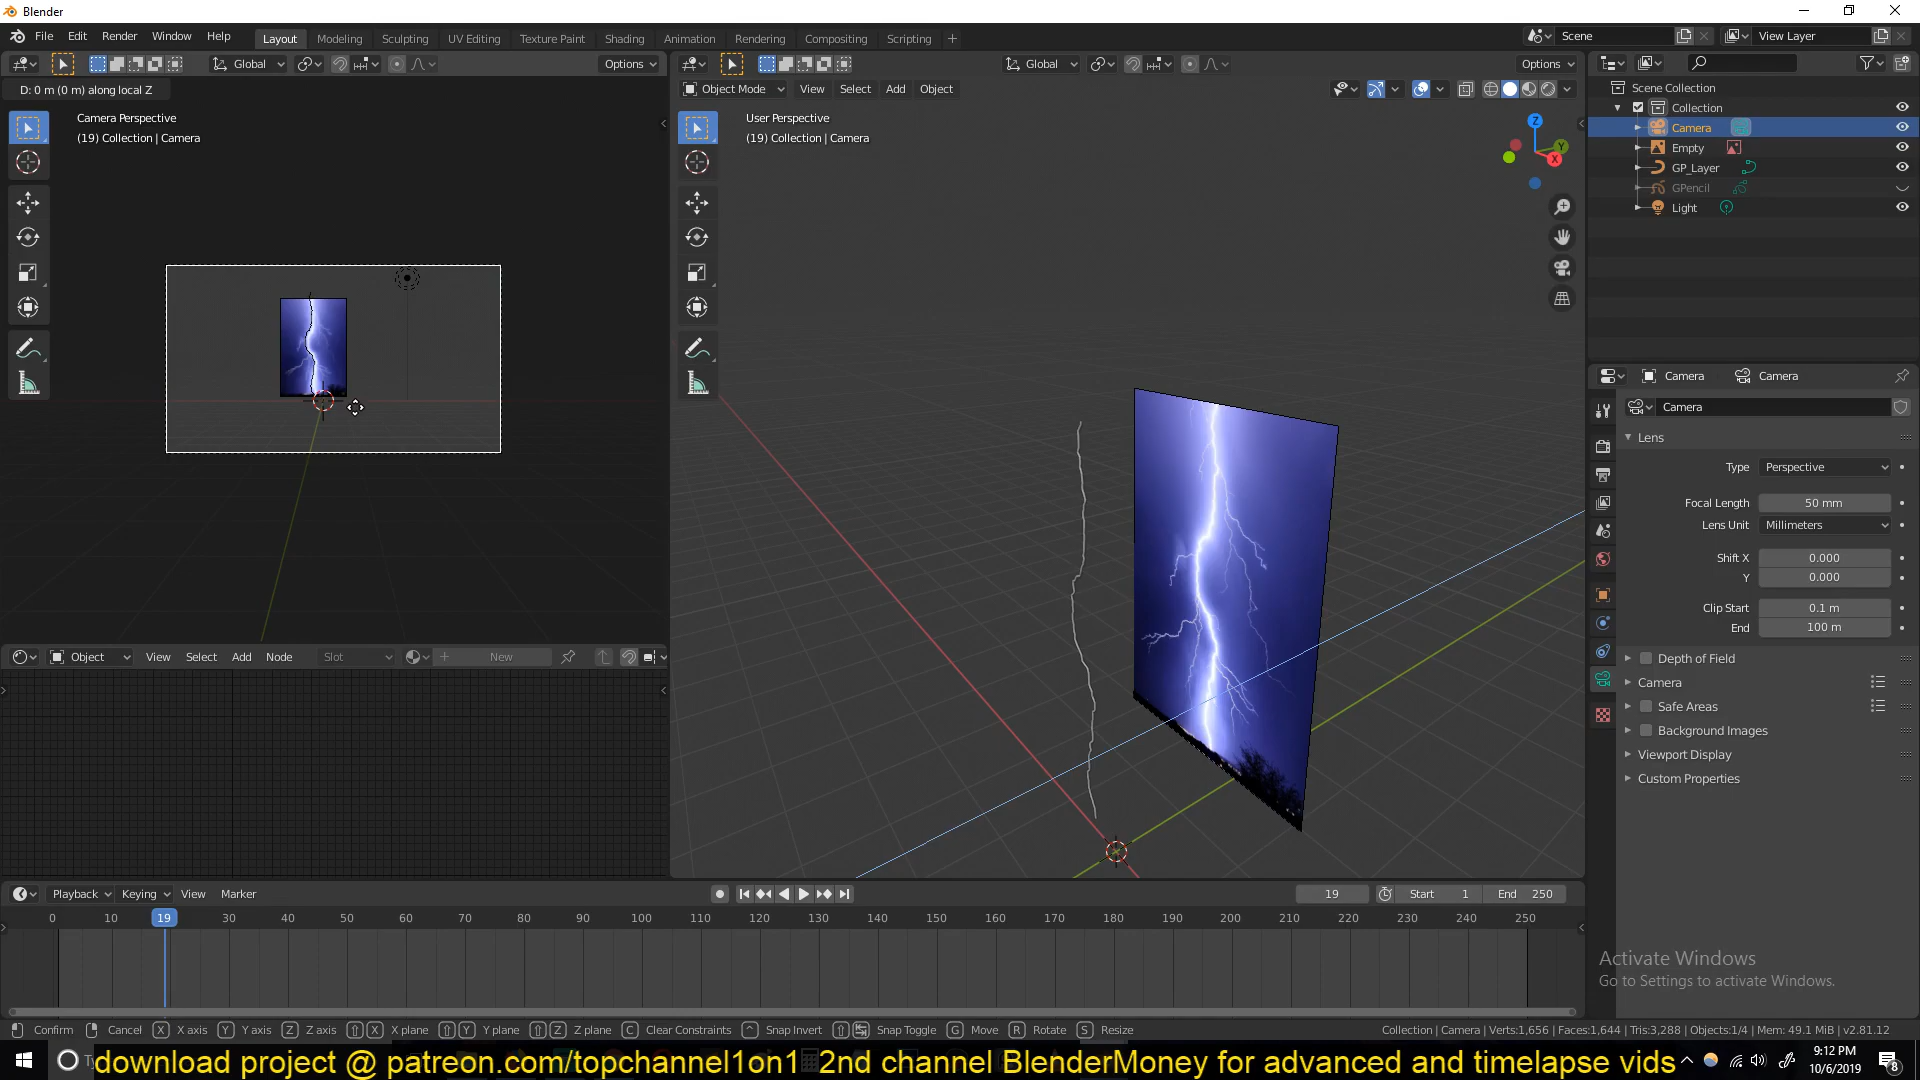 Blender
File Edit Render Window Help
Layout Modeling Sculpting UV Editing Texture Paint Shading Animation Rendering Compositing Scripting +
Scene
View Layer
Global
Options
Global
Options
D: 0 m (0 m) along local Z
Object Mode View Select Add Object
Camera Perspective
(19) Collection | Camera
User Perspective
(19) Collection | Camera
Z
Y
X
Scene Collection
Collection
Camera
Empty
GP_Layer
GPencil
Light
Camera Camera
Camera
Lens
Type Perspective
Focal Length 50 mm
Lens Unit Millimeters
Shift X 0.000
Y 0.000
Clip Start 0.1 m
End 100 m
Depth of Field
Camera
Safe Areas
Background Images
Viewport Display
Custom Properties
Object View Select Add Node Slot New
Playback Keying View Marker
19 Start 1 End 250
0 10 19 30 40 50 60 70 80 90 100 110 120 130 140 150 160 170 180 190 200 210 220 230 240 250
Activate Windows
Go to Settings to activate Windows.
Confirm Cancel X X axis Y Y axis Z Z axis X X plane Y Y plane Z Z plane C Clear Constraints Snap Invert Snap Toggle G Move R Rotate S Resize
Collection | Camera | Verts:1,656 | Faces:1,644 | Tris:3,288 | Objects:1/4 | Mem: 49.1 MiB | v2.81.12
download project @ patreon.com/topchannel1on1 2nd channel BlenderMoney for advanced and timelapse vids
9:12 PM
10/6/2019
8